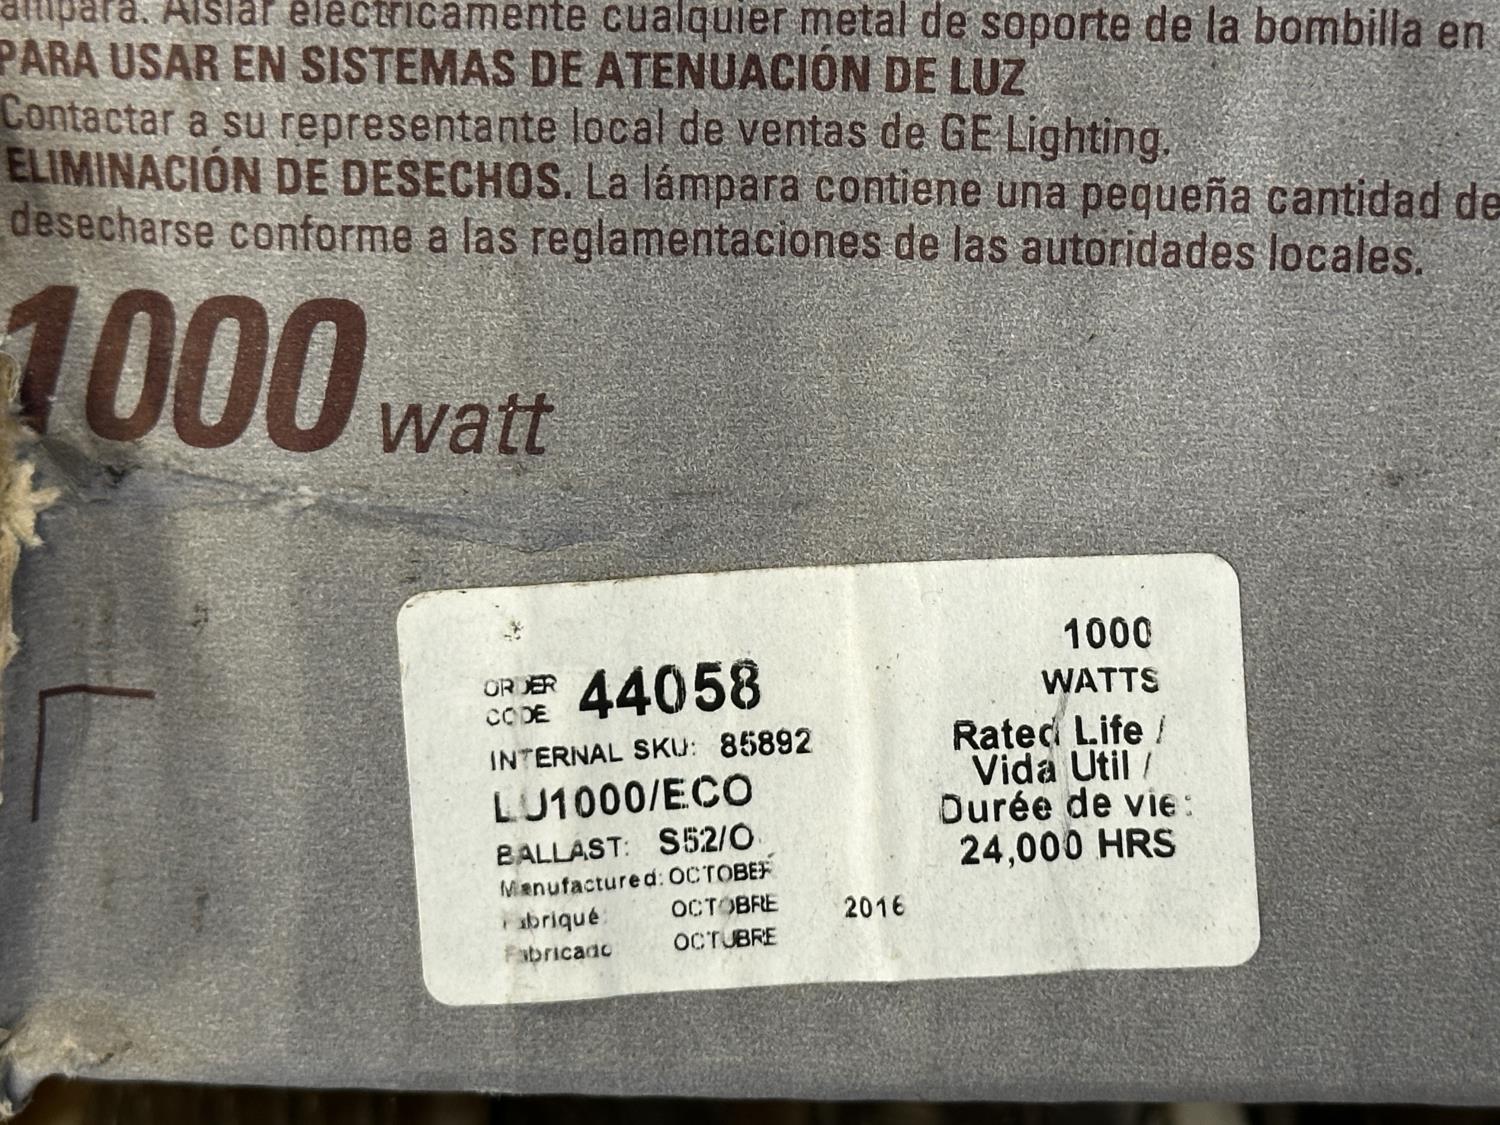 lámpara. Aislar eléctricamente cualquier metal de soporte de la bombilla en
PARA USAR EN SISTEMAS DE ATENUACIÓN DE LUZ
Contactar a su representante local de ventas de GE Lighting.
ELIMINACIÓN DE DESECHOS. La lámpara contiene una pequeña cantidad de
desecharse conforme a las reglamentaciones de las autoridades locales.
1000 watt
ORDER CODE 44058
INTERNAL SKU: 85892
LU1000/ECO
BALLAST: S52/O
Manufactured: OCTOBER
Fabriqué OCTOBRE 2016
Fabricado OCTUBRE
1000
WATTS
Rated Life /
Vida Util /
Durée de vie:
24,000 HRS